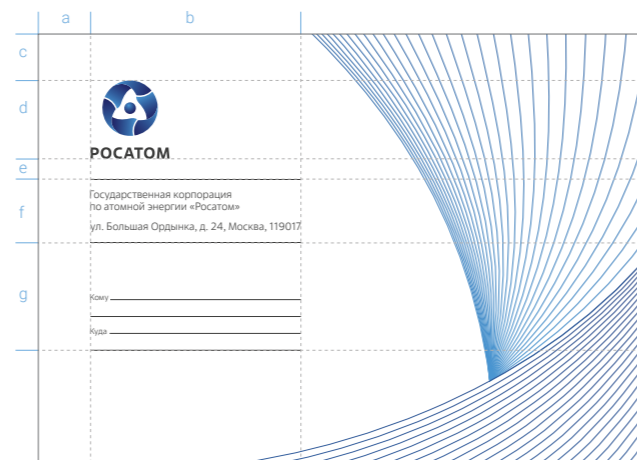 a b
c
d
РОСАТОМ
e
Государственная корпорация
по атомной энергии «Росатом»
f
ул. Большая Ордынка, д. 24, Москва, 119017
g
Кому
Куда